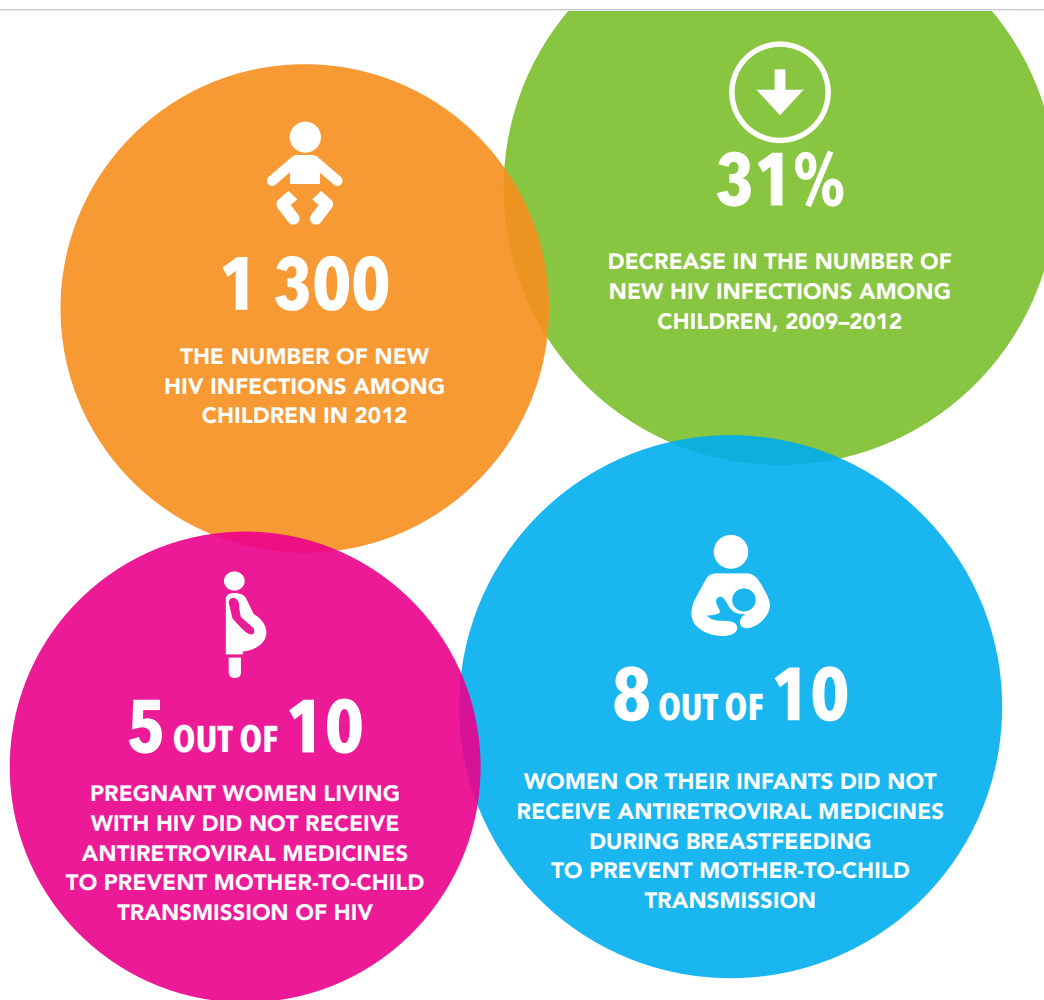 1 300
THE NUMBER OF NEW
HIV INFECTIONS AMONG
CHILDREN IN 2012
31%
DECREASE IN THE NUMBER OF
NEW HIV INFECTIONS AMONG
CHILDREN, 2009–2012
5 OUT OF 10
PREGNANT WOMEN LIVING
WITH HIV DID NOT RECEIVE
ANTIRETROVIRAL MEDICINES
TO PREVENT MOTHER-TO-CHILD
TRANSMISSION OF HIV
8 OUT OF 10
WOMEN OR THEIR INFANTS DID NOT
RECEIVE ANTIRETROVIRAL MEDICINES
DURING BREASTFEEDING
TO PREVENT MOTHER-TO-CHILD
TRANSMISSION